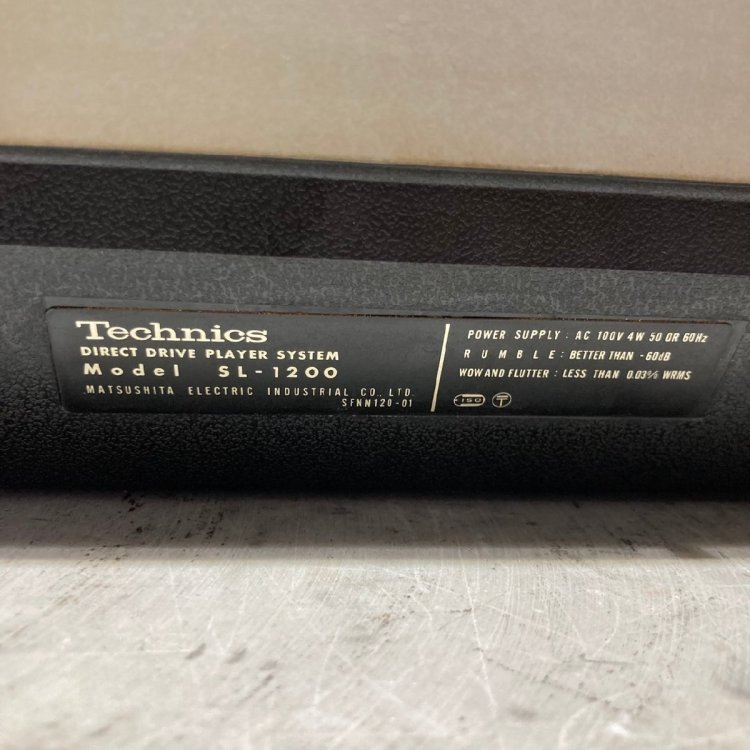 Technics
DIRECT DRIVE PLAYER SYSTEM
Model SL-1200
MATSUSHITA ELECTRIC INDUSTRIAL CO., LTD.
SFNN120-01
POWER SUPPLY : AC 100V 4W 50 OR 60Hz
RUMBLE : BETTER THAN -60dB
WOW AND FLUTTER : LESS THAN 0.03% WRMS
T